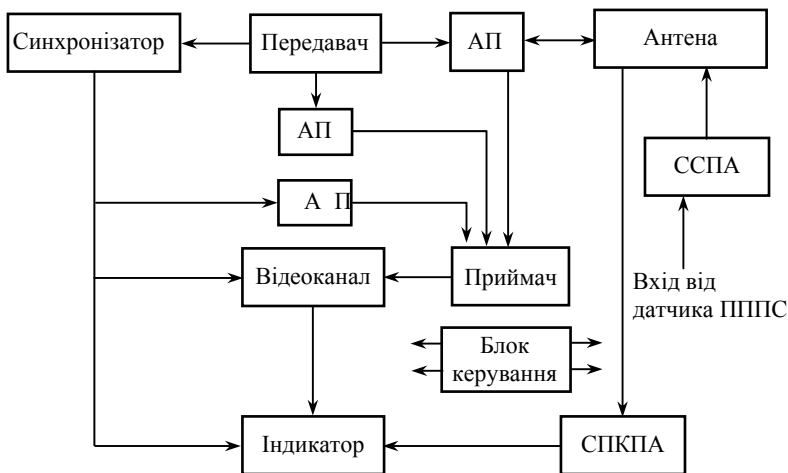 Синхронізатор
Передавач
АП
Антена
АП
ССПА
А П
Відеоканал
Приймач
Вхід від
датчика ПППС
Блок
керування
Індикатор
СПКПА